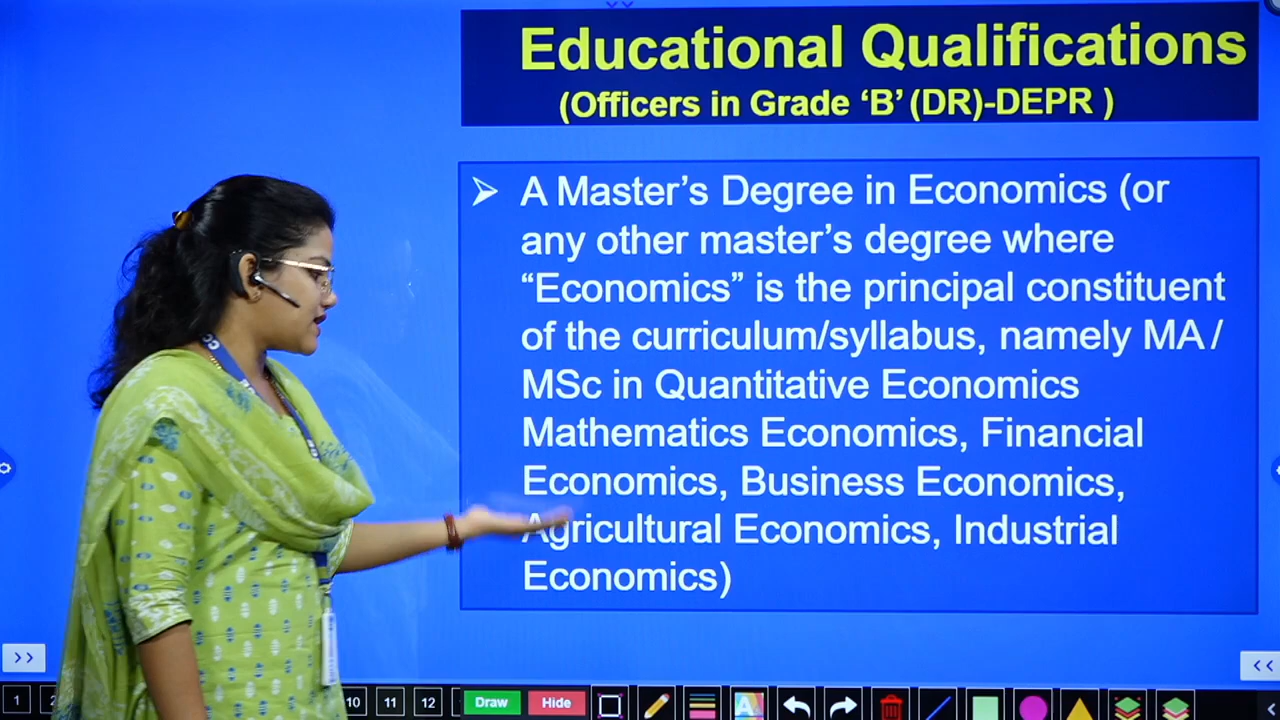 Educational Qualifications
(Officers in Grade ‘B’ (DR)-DEPR )
➢ A Master’s Degree in Economics (or
any other master’s degree where
“Economics” is the principal constituent
of the curriculum/syllabus, namely MA /
MSc in Quantitative Economics
Mathematics Economics, Financial
Economics, Business Economics,
Agricultural Economics, Industrial
Economics)
>> <<
1 2 10 11 12 Draw Hide A <